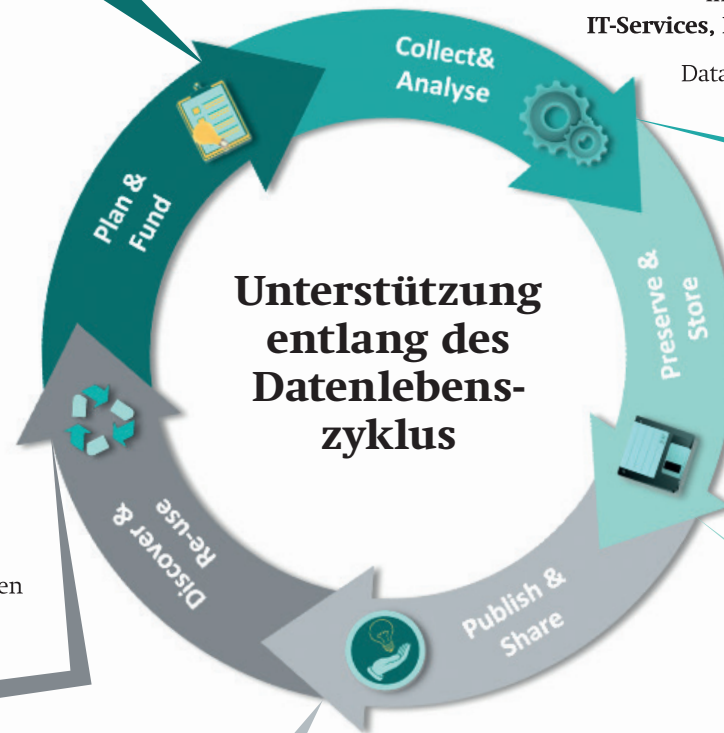 IT-Services,
Data
Collect&
Analyse
Plan &
Fund
Preserve &
Store
Unterstützung
entlang des
Datenlebens-
zyklus
Discover &
Re-use
Publish &
Share
en